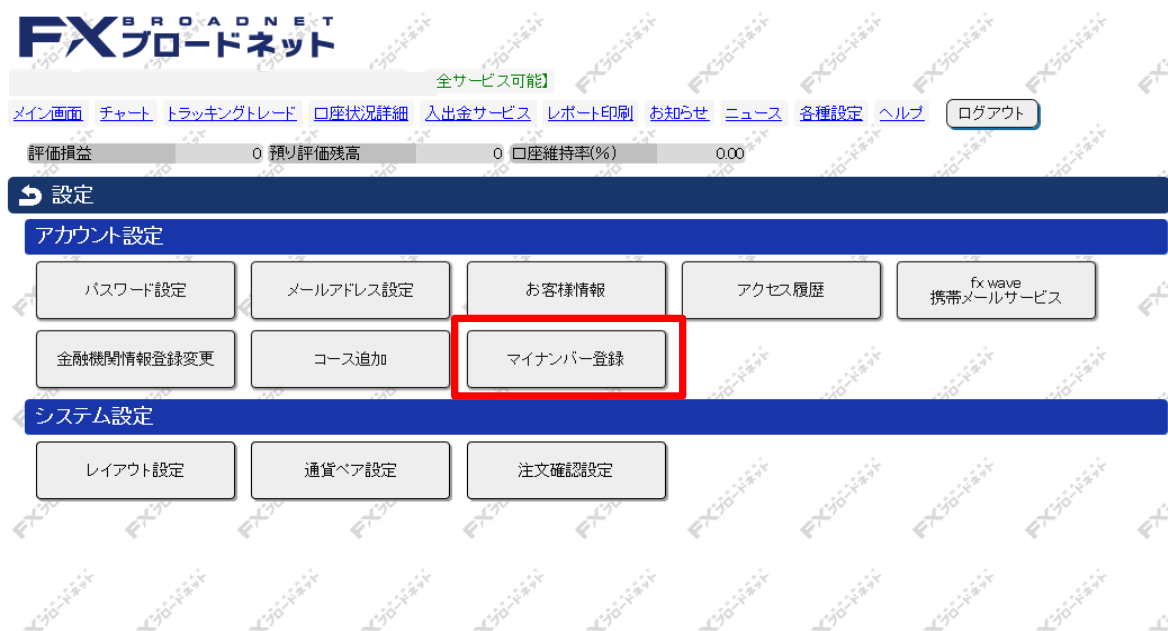 BROADNET
FXブロードネット
全サービス可能】
メイン画面 チャート トラッキングトレード 口座状況詳細 入出金サービス レポート印刷 お知らせ ニュース 各種設定 ヘルプ ログアウト
評価損益 0 預り評価残高 0 口座維持率(%) 0.00
設定
アカウント設定
パスワード設定 メールアドレス設定 お客様情報 アクセス履歴 fx wave
携帯メールサービス
金融機関情報登録変更 コース追加 マイナンバー登録
システム設定
レイアウト設定 通貨ペア設定 注文確認設定